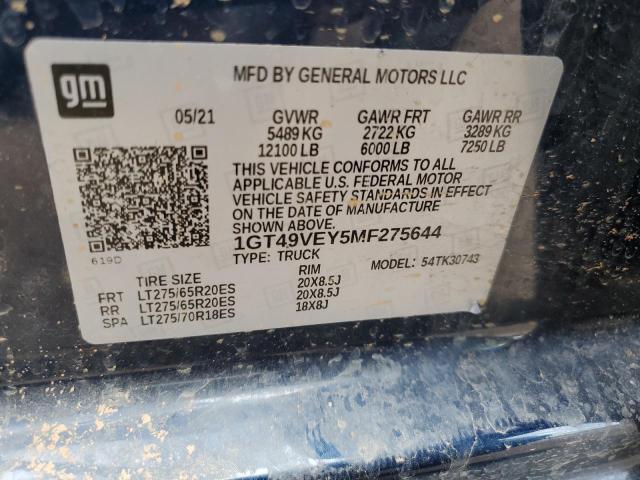 gm
MFD BY GENERAL MOTORS LLC
05/21 GVWR GAWR FRT GAWR RR
5489 KG 2722 KG 3289 KG
12100 LB 6000 LB 7250 LB
THIS VEHICLE CONFORMS TO ALL
APPLICABLE U.S. FEDERAL MOTOR
VEHICLE SAFETY STANDARDS IN EFFECT
ON THE DATE OF MANUFACTURE.
1GT49VEY5MF275644
619D TYPE: TRUCK MODEL: 54TK30743
TIRE SIZE RIM
FRT LT275/65R20ES 20X8.5J
RR LT275/65R20ES 20X8.5J
SPA LT275/70R18ES 18X8J